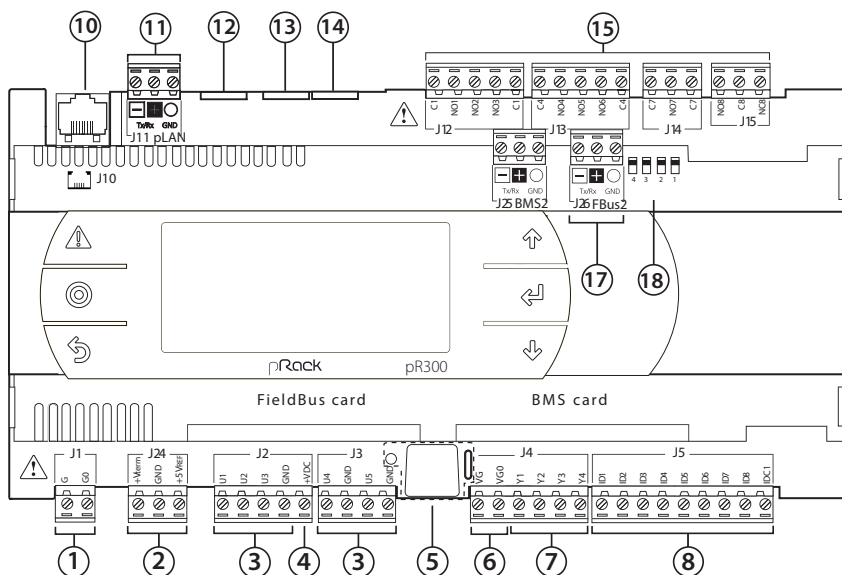 10 11 12 13 14 15
C1 NO1 NO2 NO3 C1 C4 NO4 NO5 NO6 C4 C7 NO7 C7 NO8 C8 NC8
Tx/Rx GND
J11 pLAN J12 J13 J14 J15
J10
Tx/Rx GND Tx/Rx GND 4 3 2 1
J25 BMS2 J26 FBus2
17 18
pRack pR300
FieldBus card BMS card
J1 J24 J2 J3 J4 J5
G G0 +Vterm GND +5VREF U1 U2 U3 GND +VDC U4 GND U5 GND VG VG0 Y1 Y2 Y3 Y4 ID1 ID2 ID3 ID4 ID5 ID6 ID7 ID8 IDC1
1 2 3 4 3 5 6 7 8